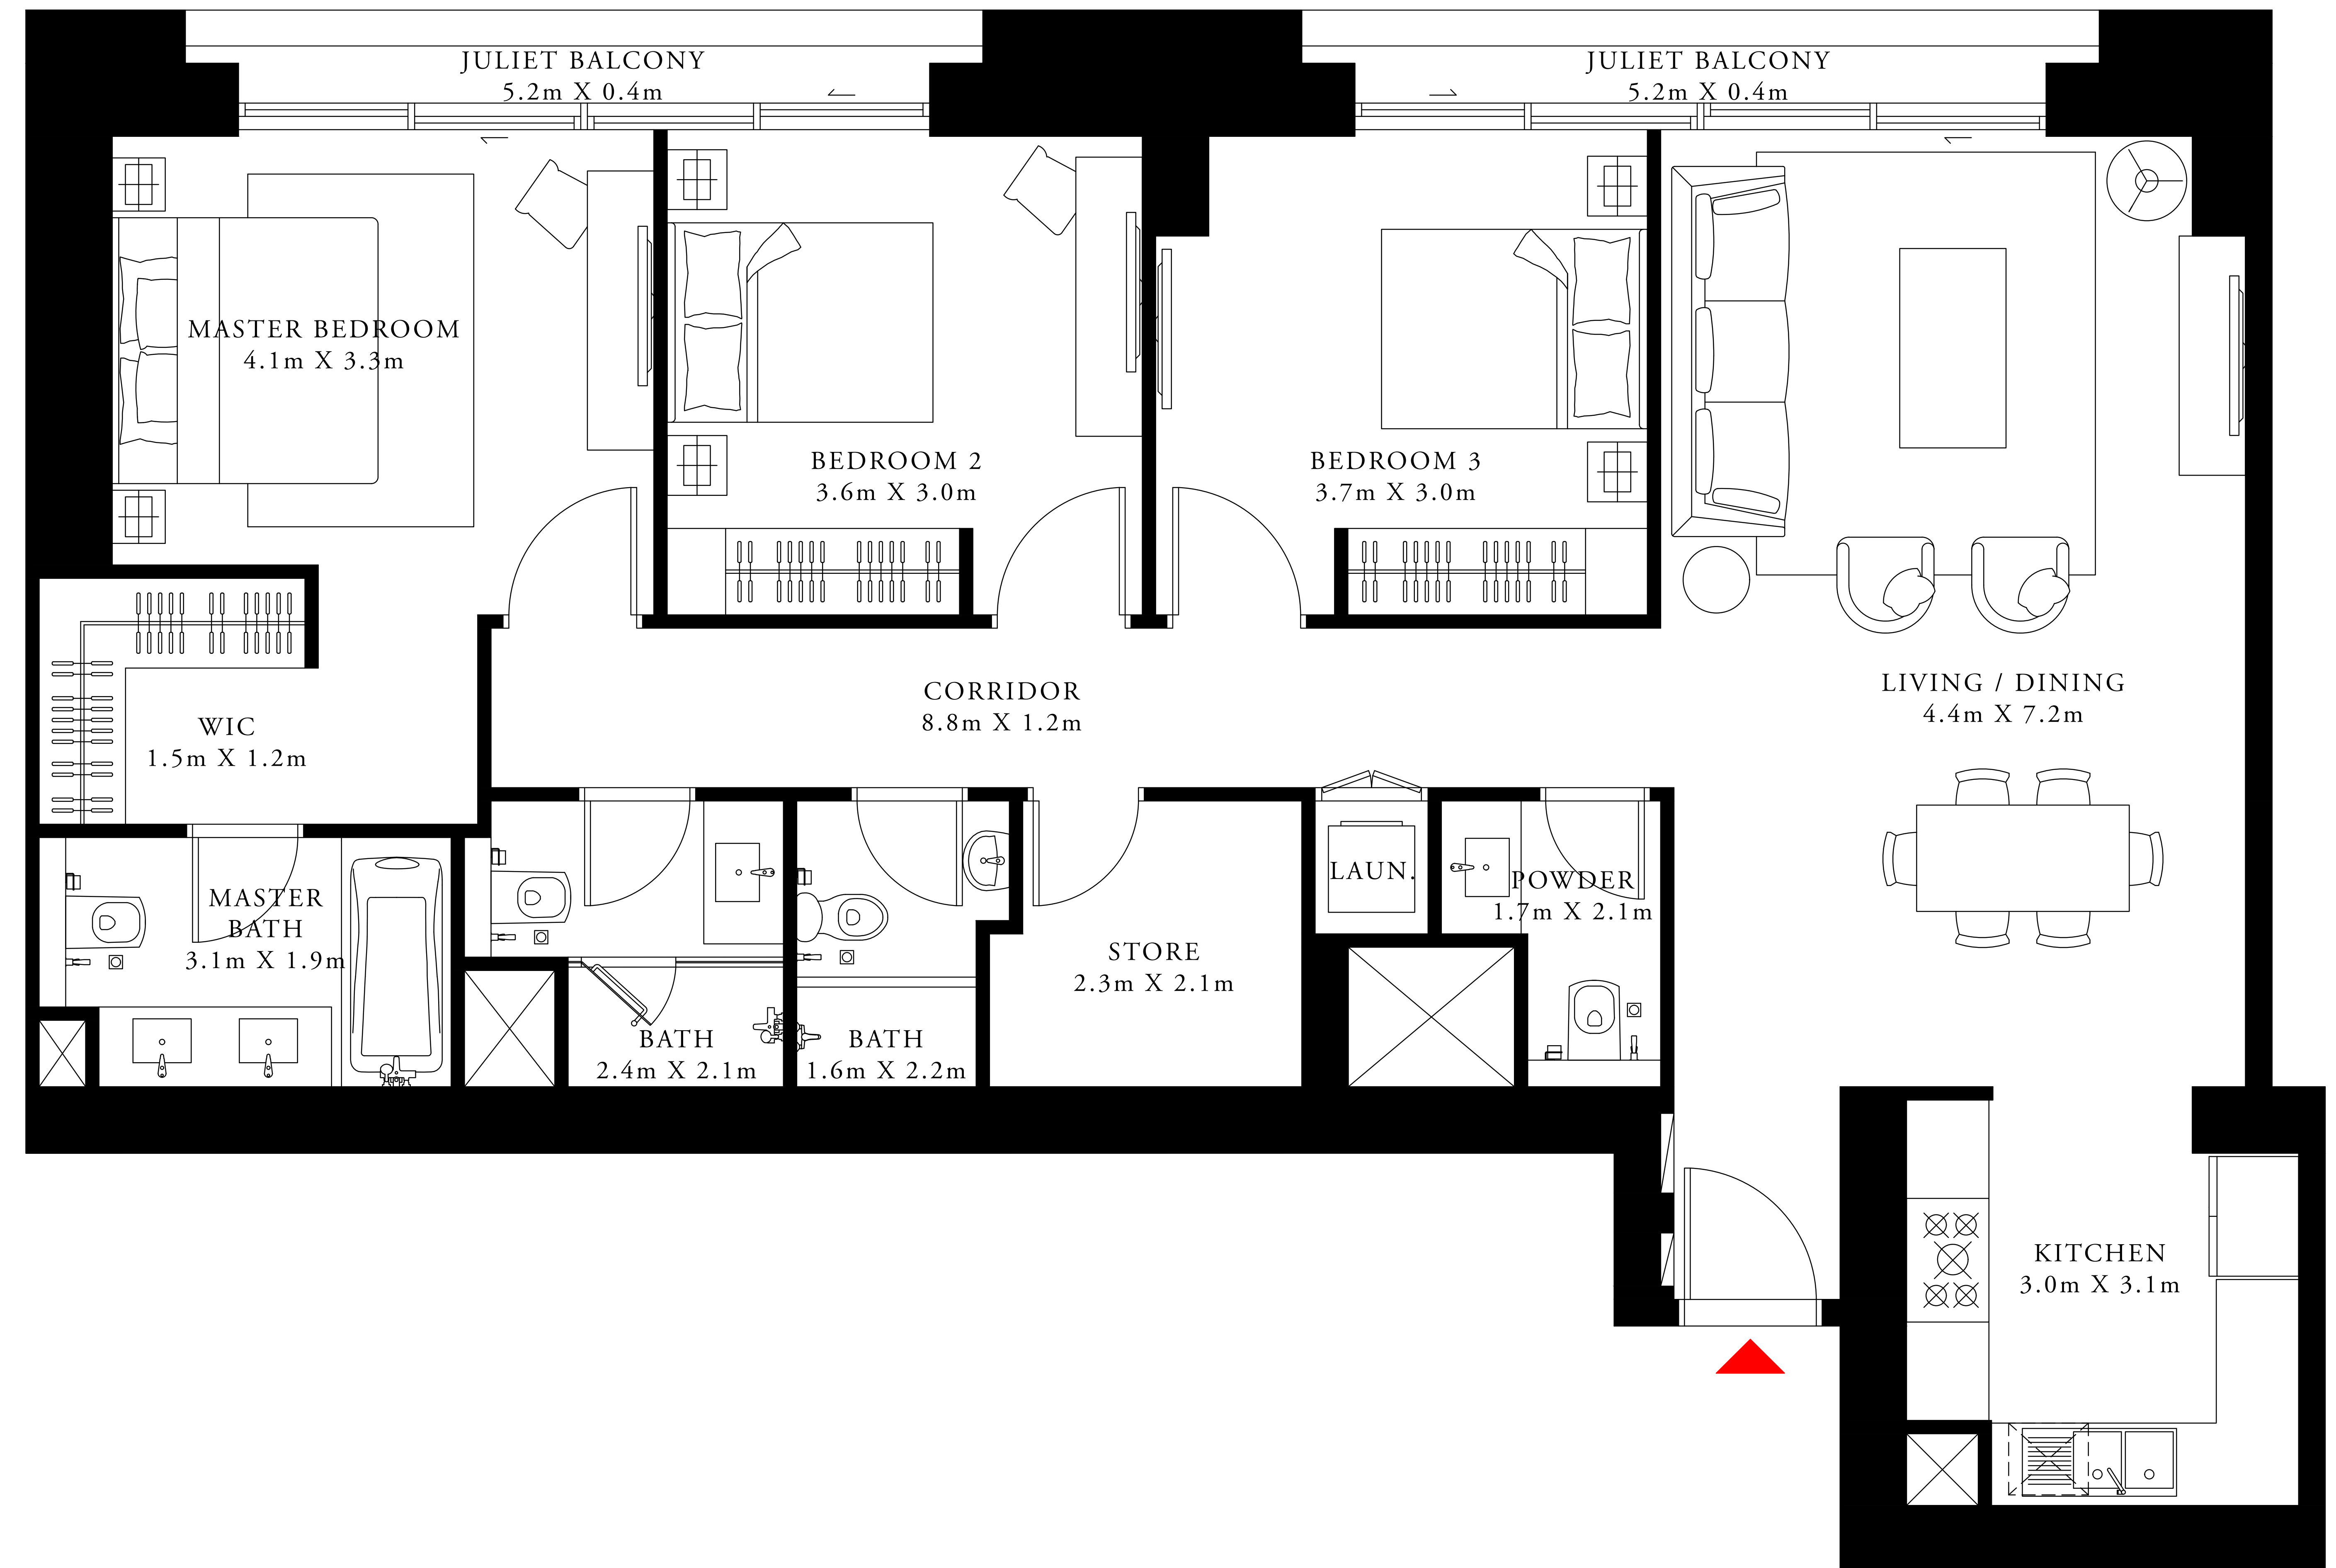 JULIET BALCONY
5.2m X 0.4m
JULIET BALCONY
5.2m X 0.4m
MASTER BEDROOM
4.1m X 3.3m
BEDROOM 2
3.6m X 3.0m
BEDROOM 3
3.7m X 3.0m
LIVING / DINING
4.4m X 7.2m
CORRIDOR
8.8m X 1.2m
WIC
1.5m X 1.2m
MASTER
BATH
3.1m X 1.9m
BATH
2.4m X 2.1m
BATH
1.6m X 2.2m
STORE
2.3m X 2.1m
LAUN.
POWDER
1.7m X 2.1m
KITCHEN
3.0m X 3.1m